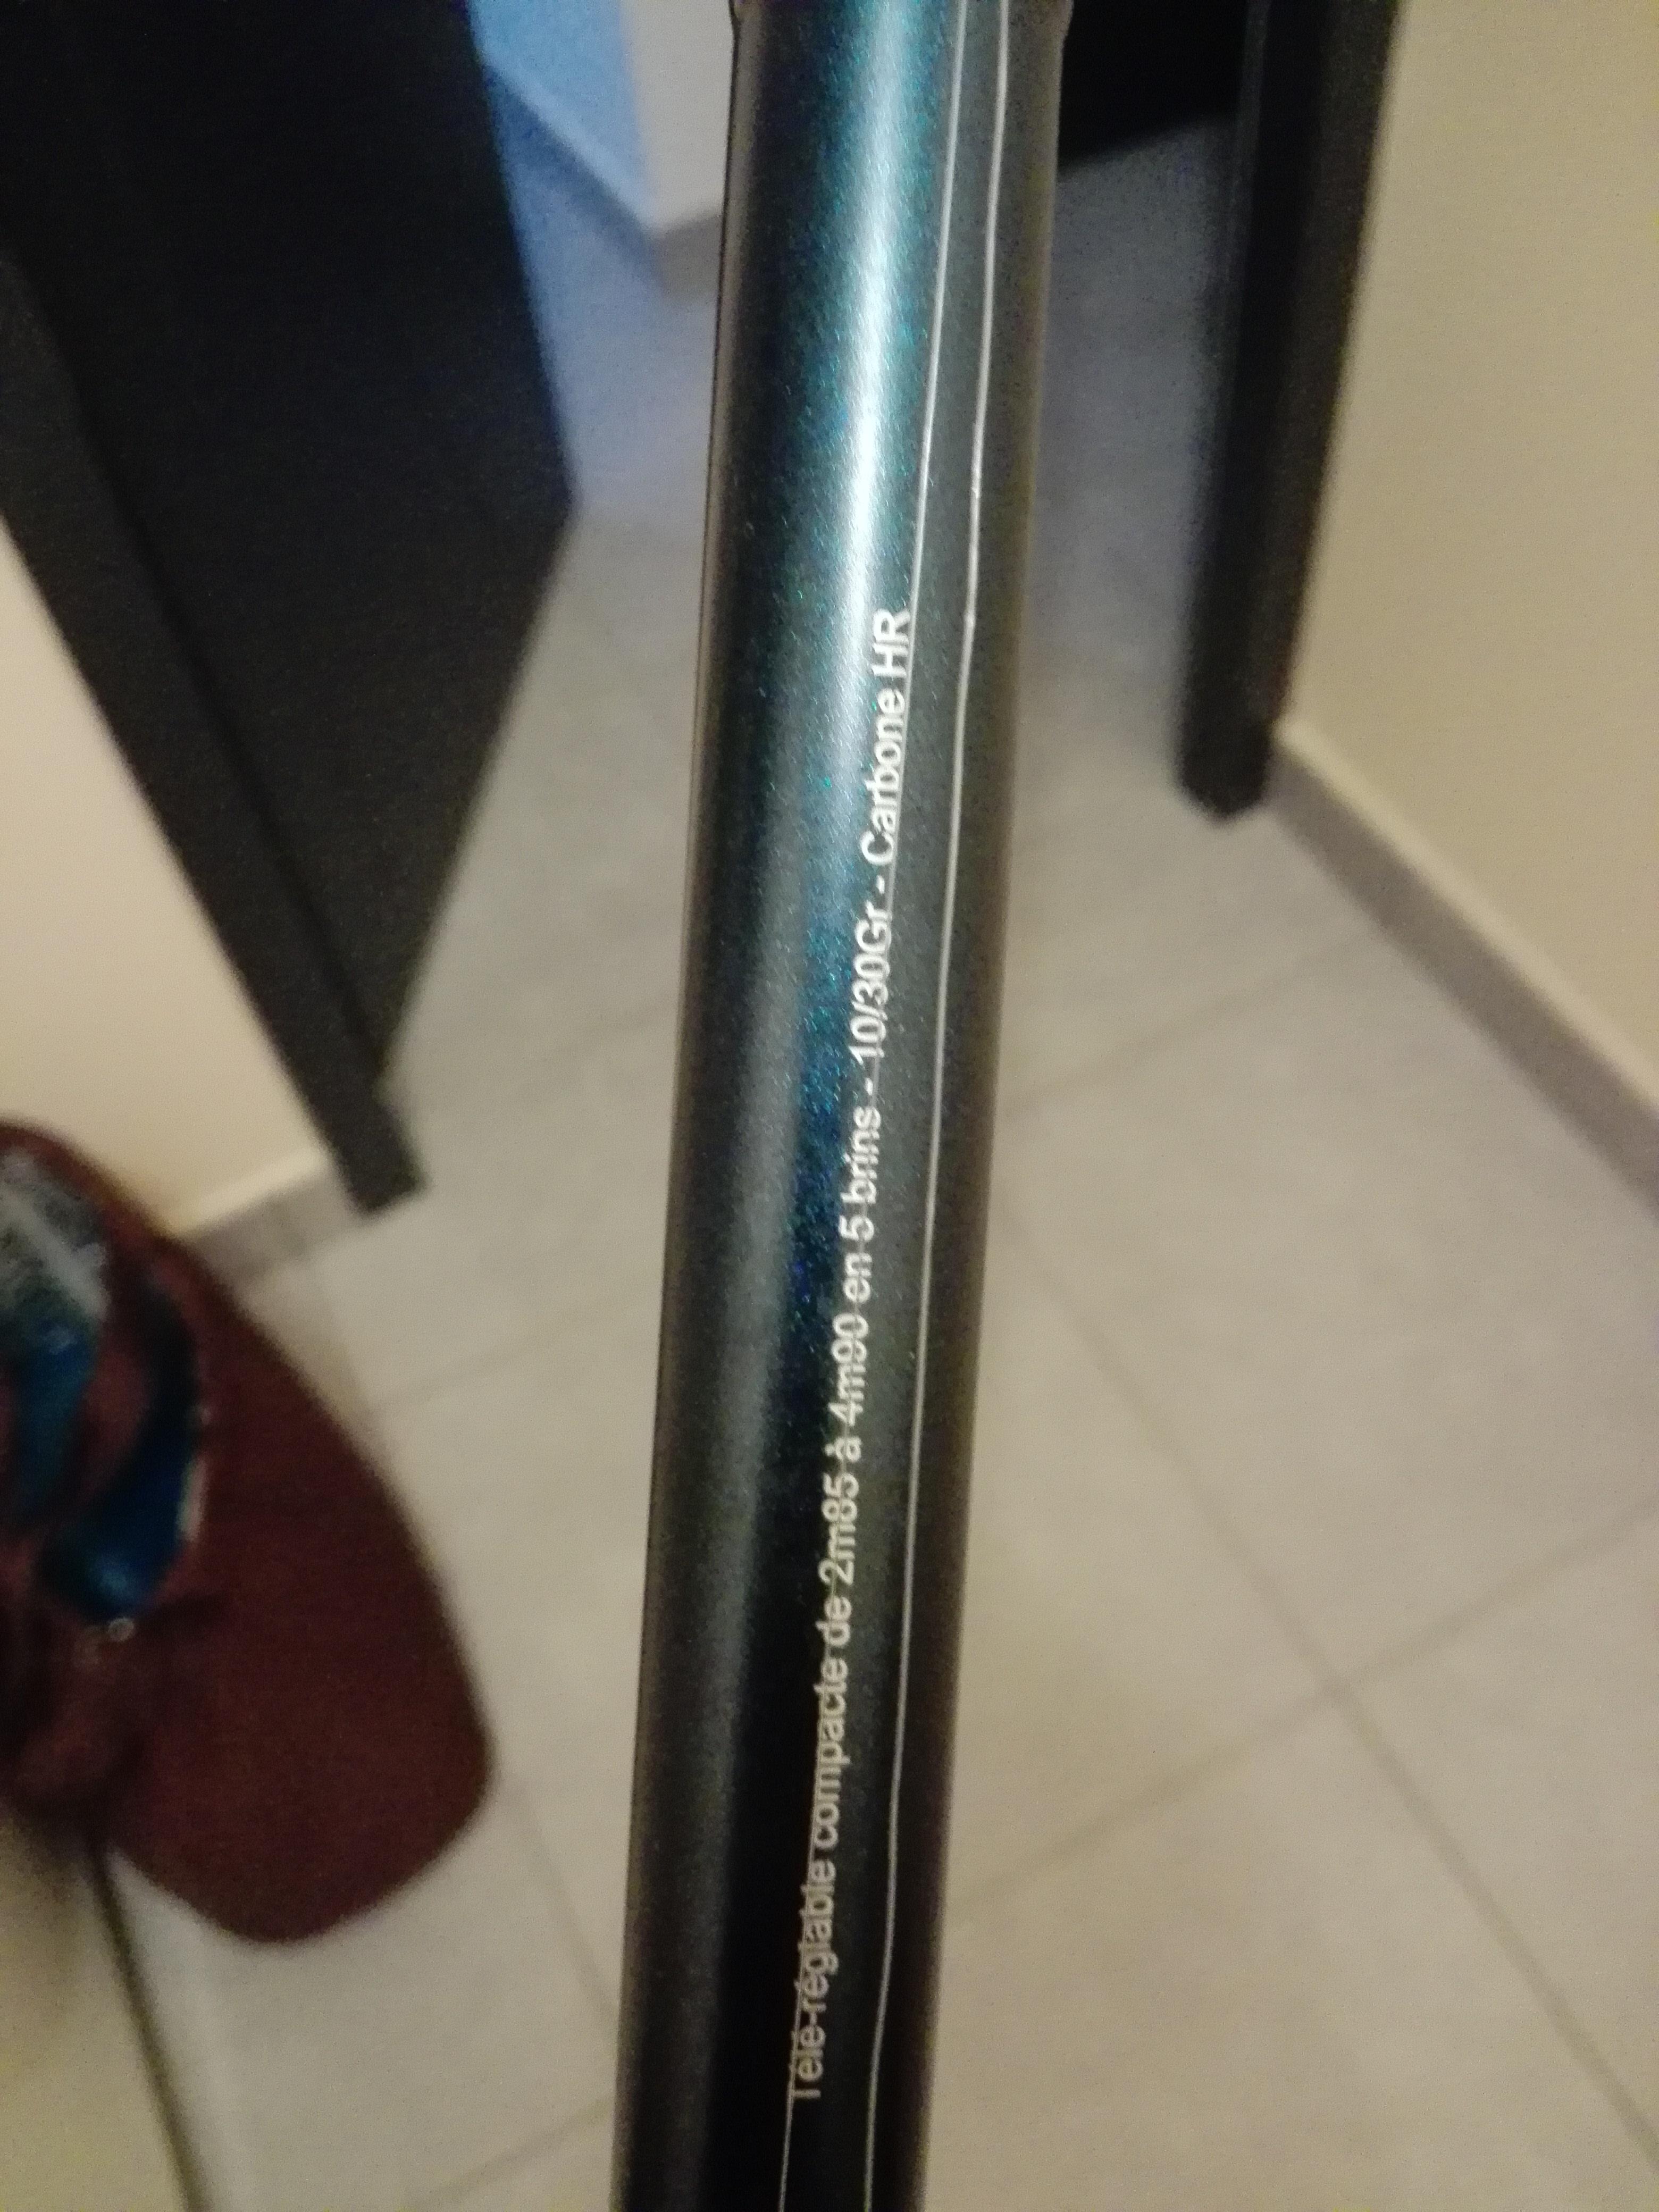 Télé-réglable compacte de 2m85 à 4m90 en 5 brins - 10/30Gr - Carbone HR